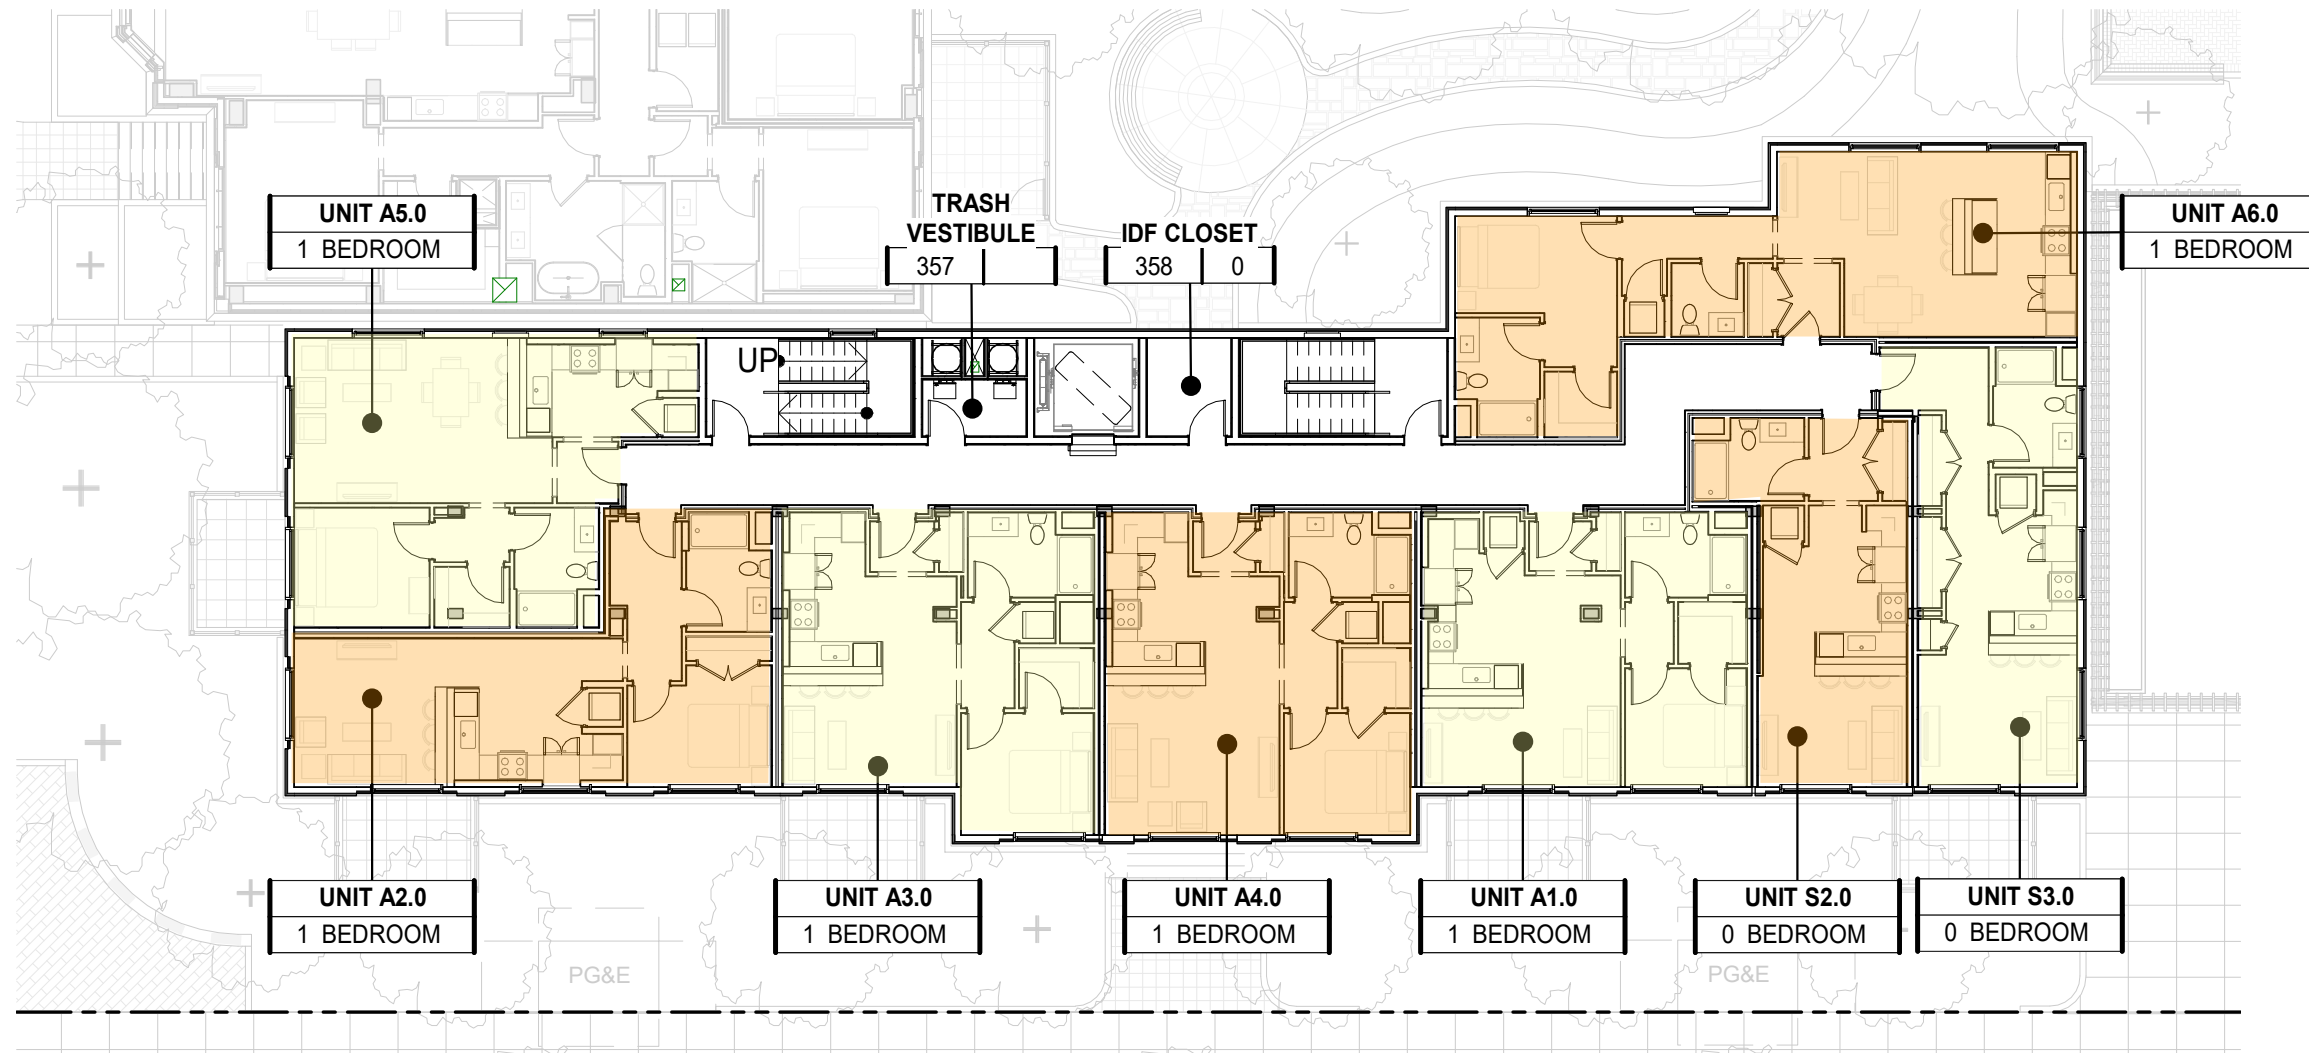 UNIT A5.0
1 BEDROOM
TRASH
VESTIBULE
357
IDF CLOSET
358 0
UNIT A6.0
1 BEDROOM
UP
UNIT A2.0
1 BEDROOM
UNIT A3.0
1 BEDROOM
UNIT A4.0
1 BEDROOM
UNIT A1.0
1 BEDROOM
UNIT S2.0
0 BEDROOM
UNIT S3.0
0 BEDROOM
PG&E
PG&E